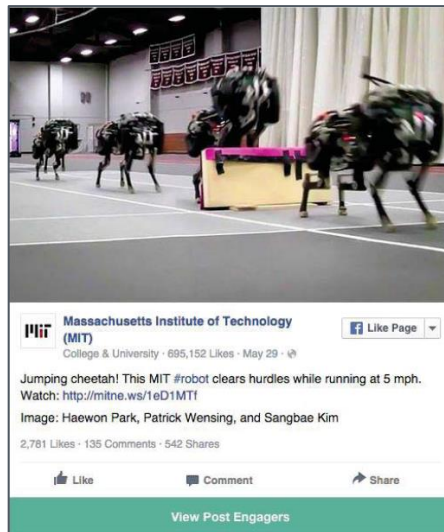 MIT
Massachusetts Institute of Technology
(MIT)
Like Page
College & University · 695,152 Likes · May 29 ·
Jumping cheetah! This MIT #robot clears hurdles while running at 5 mph.
Watch: http://mitne.ws/1eD1MTf
Image: Haewon Park, Patrick Wensing, and Sangbae Kim
2,781 Likes · 135 Comments · 542 Shares
Like Comment Share
View Post Engagers